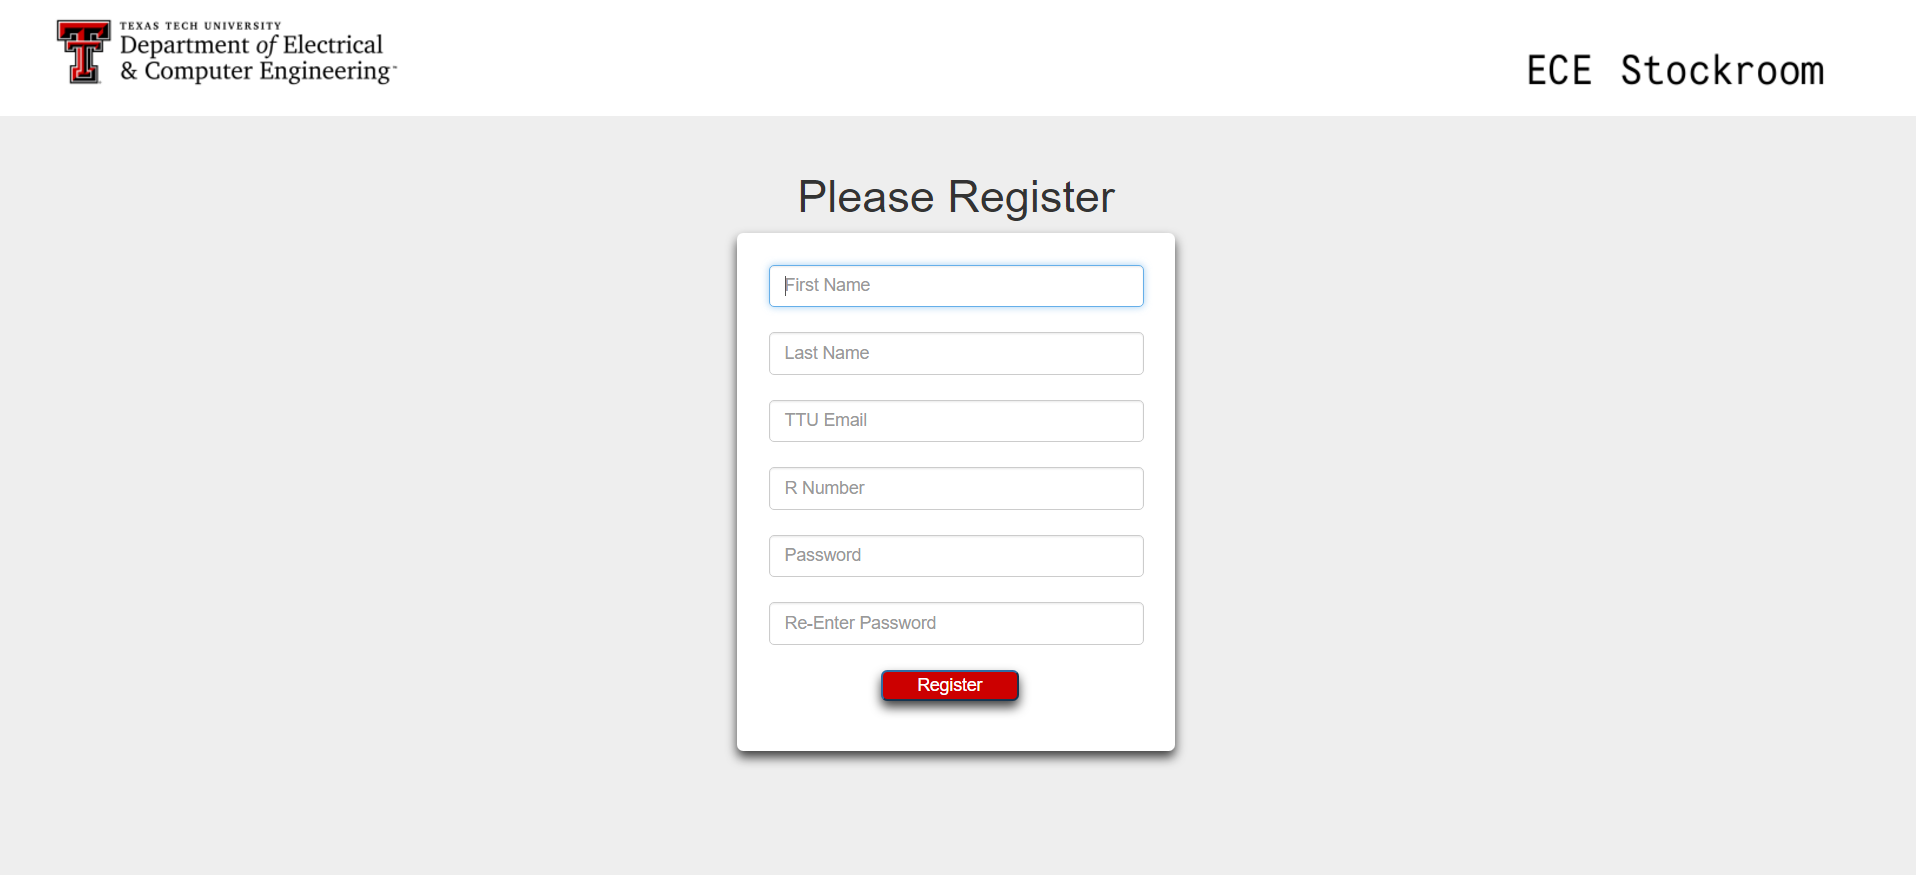 TEXAS TECH UNIVERSITY
Department of Electrical
& Computer Engineering™
ECE Stockroom
Please Register
First Name
Last Name
TTU Email
R Number
Password
Re-Enter Password
Register